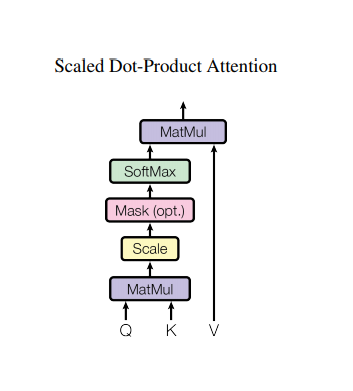 Scaled Dot-Product Attention
MatMul
SoftMax
Mask (opt.)
Scale
MatMul
Q K V